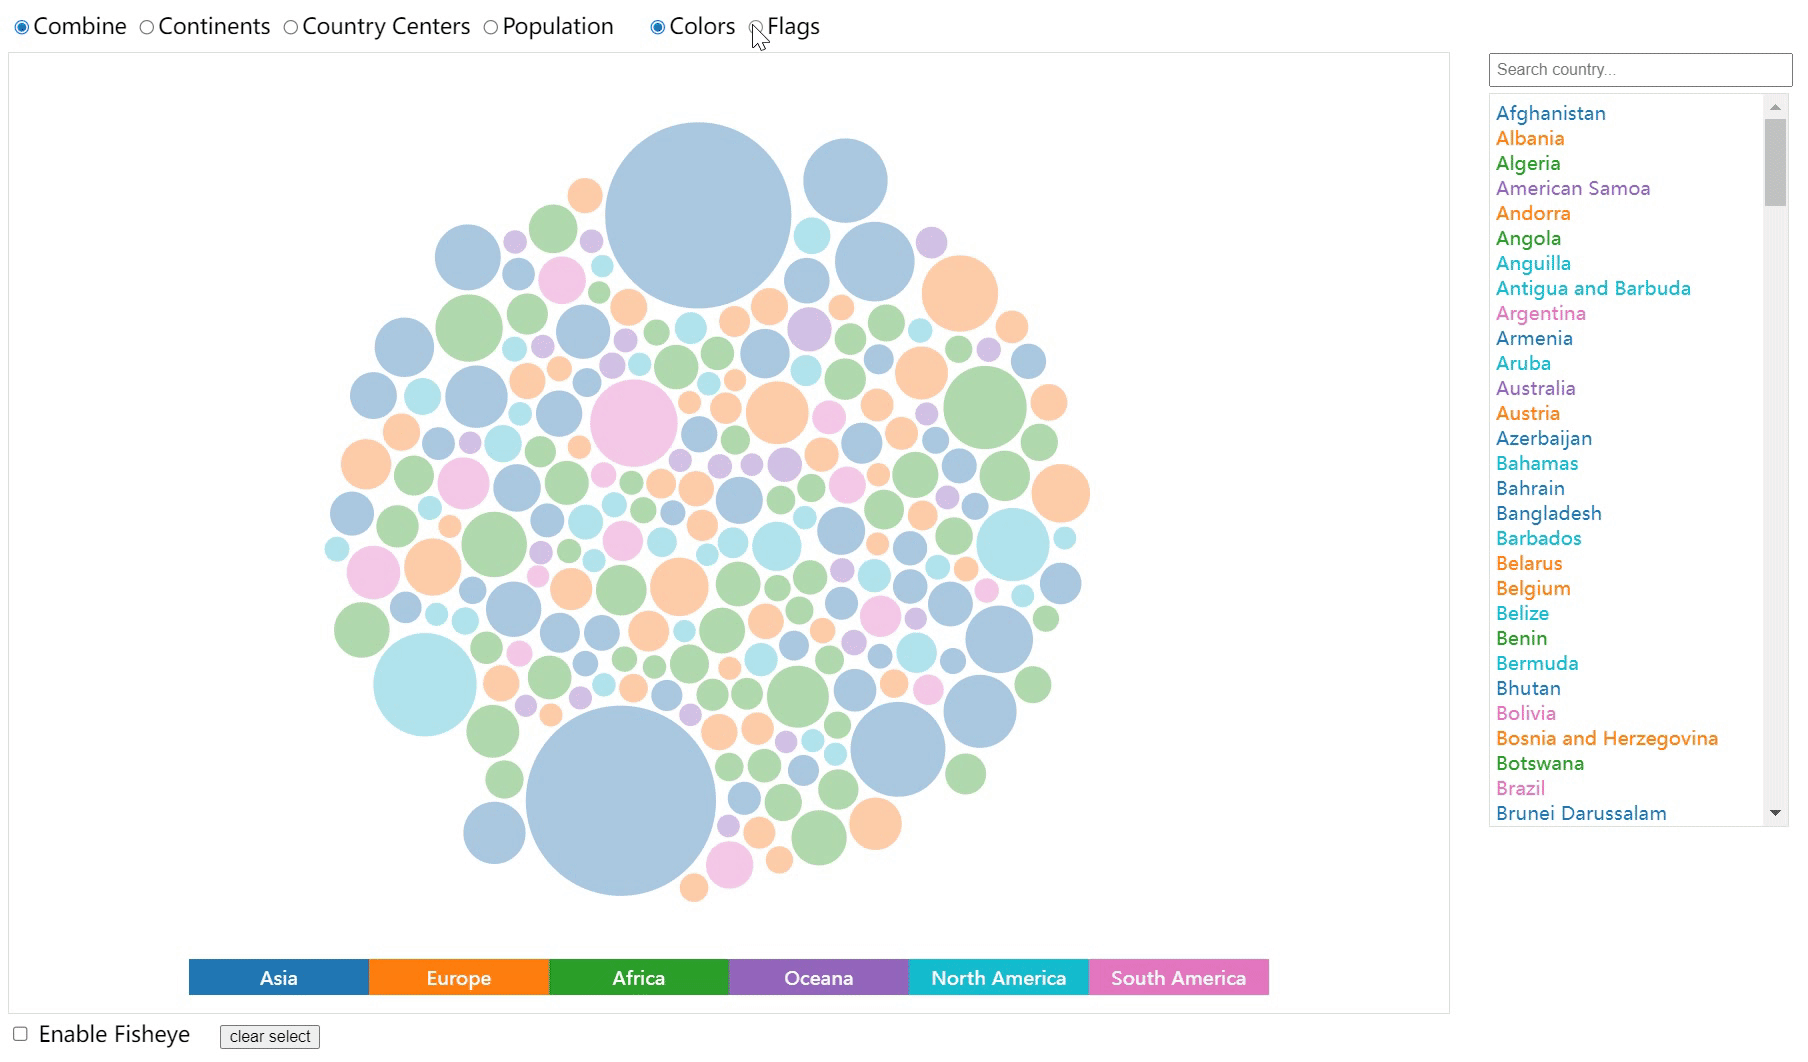 Combine Continents Country Centers Population Colors Flags
Search country...
Afghanistan
Albania
Algeria
American Samoa
Andorra
Angola
Anguilla
Antigua and Barbuda
Argentina
Armenia
Aruba
Australia
Austria
Azerbaijan
Bahamas
Bahrain
Bangladesh
Barbados
Belarus
Belgium
Belize
Benin
Bermuda
Bhutan
Bolivia
Bosnia and Herzegovina
Botswana
Brazil
Brunei Darussalam
Asia Europe Africa Oceana North America South America
Enable Fisheye clear select